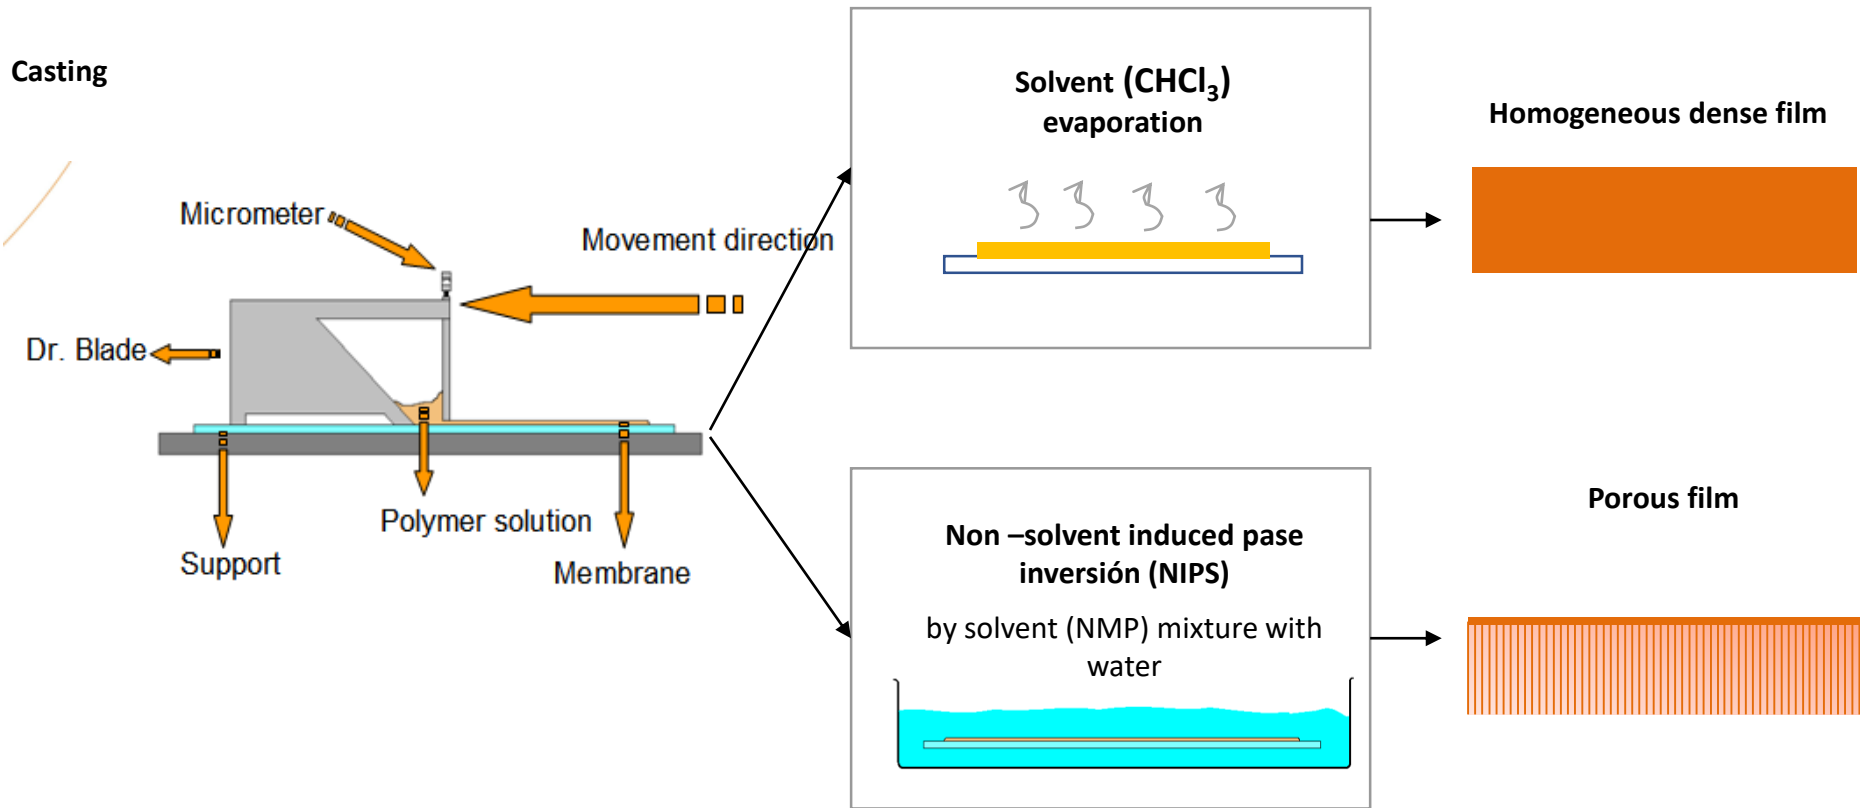 Casting
Micrometer
Movement direction
Dr. Blade
Polymer solution
Support
Membrane
Solvent (CHCl₃)
evaporation
Homogeneous dense film
Non –solvent induced pase
inversión (NIPS)
by solvent (NMP) mixture with
water
Porous film